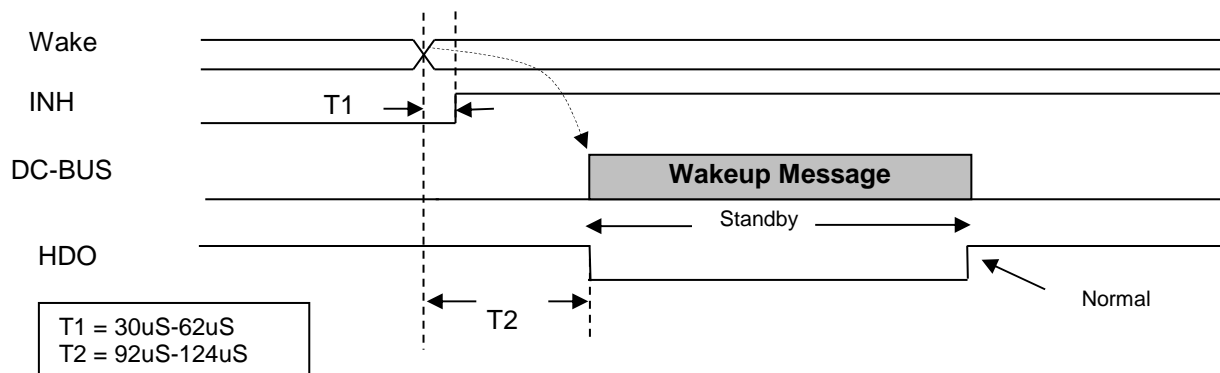 Wake
INH
T1
DC-BUS
Wakeup Message
Standby
HDO
Normal
T2
T1 = 30uS-62uS
T2 = 92uS-124uS